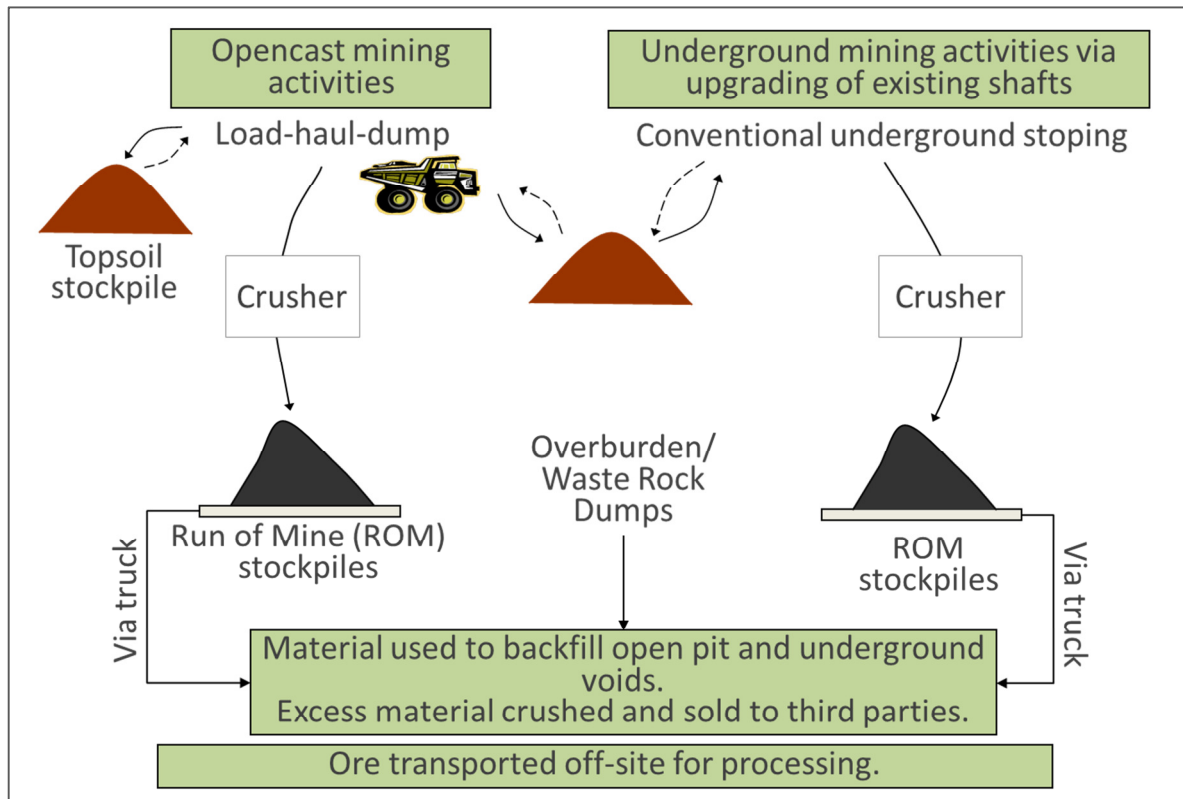 Opencast mining
activities
Underground mining activities via
upgrading of existing shafts
Load-haul-dump
Conventional underground stoping
Topsoil
stockpile
Crusher
Crusher
Overburden/
Waste Rock
Dumps
Run of Mine (ROM)
stockpiles
ROM
stockpiles
Via truck
Via truck
Material used to backfill open pit and underground
voids.
Excess material crushed and sold to third parties.
Ore transported off-site for processing.